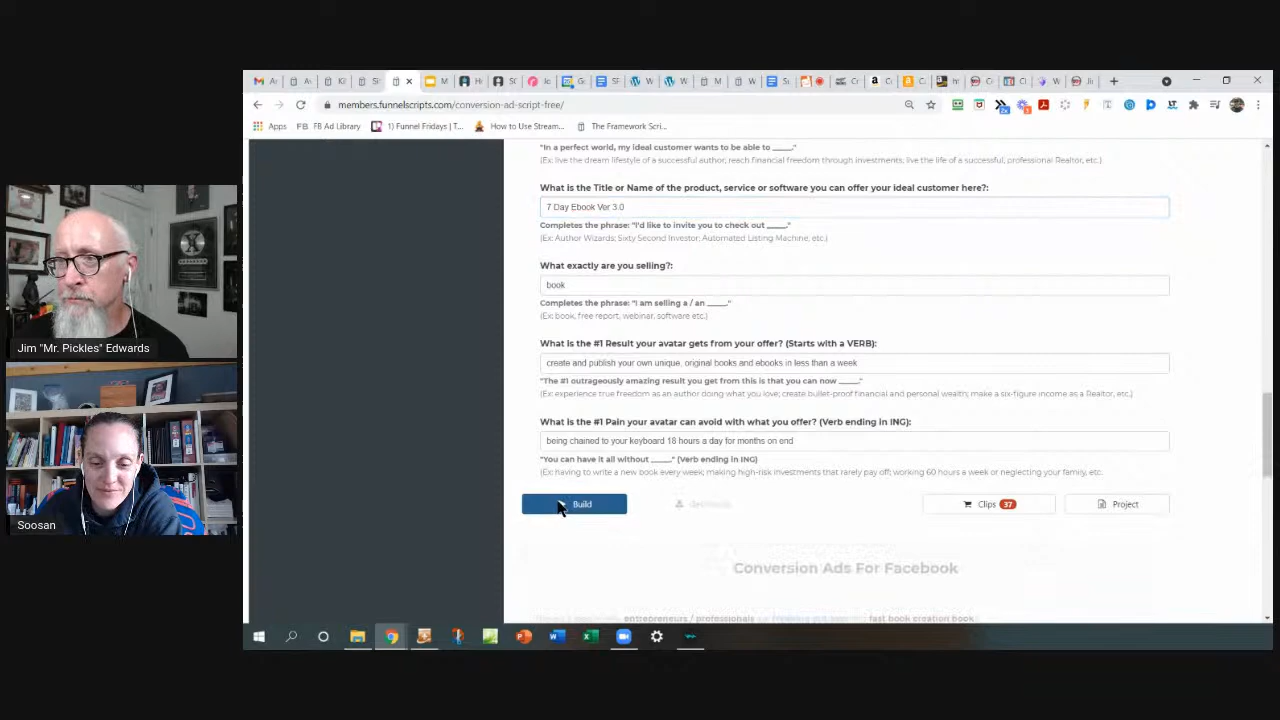 members.funnelscripts.com/conversion-ad-script-free/
Apps
FB Ad Library
1) Funnel Fridays | T...
How to Use Stream...
The Framework Scri...
"In a perfect world, my ideal customer wants to be able to ____."
(Ex: live the dream lifestyle of a successful author; reach financial freedom through investments; live the life of a successful, professional Realtor, etc.)
What is the Title or Name of the product, service or software you can offer your ideal customer here?:
7 Day Ebook Ver 3.0
Completes the phrase: "I'd like to invite you to check out ____."
(Ex: Author Wizards; Sixty Second Investor; Automated Listing Machine, etc.)
What exactly are you selling?:
book
Completes the phrase: "I am selling a / an ____."
(Ex: book, free report, webinar, software etc.)
What is the #1 Result your avatar gets from your offer? (Starts with a VERB):
create and publish your own unique, original books and ebooks in less than a week
"The #1 outrageously amazing result you get from this is that you can now ____."
(Ex: experience true freedom as an author doing what you love; create bullet-proof financial and personal wealth; make a six-figure income as a Realtor, etc.)
What is the #1 Pain your avatar can avoid with what you offer? (Verb ending in ING):
being chained to your keyboard 18 hours a day for months on end
"You can have it all without ____." (Verb ending in ING)
(Ex: having to write a new book every week; making high-risk investments that rarely pay off; working 60 hours a week or neglecting your family, etc.
Build
Clips 37
Project
Conversion Ads For Facebook
entrepreneurs / professionals
fast book creation book
Jim "Mr. Pickles" Edwards
Soosan